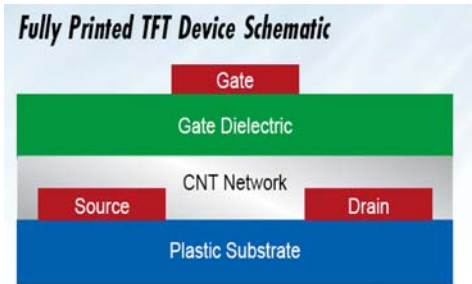 Fully Printed TFT Device Schematic
Gate
Gate Dielectric
CNT Network
Source
Drain
Plastic Substrate